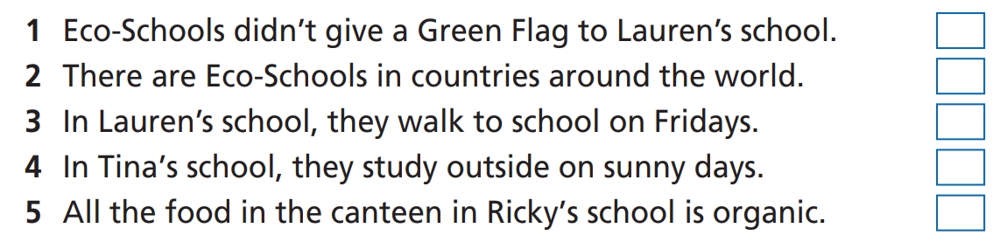 1 Eco-Schools didn’t give a Green Flag to Lauren’s school.
2 There are Eco-Schools in countries around the world.
3 In Lauren’s school, they walk to school on Fridays.
4 In Tina’s school, they study outside on sunny days.
5 All the food in the canteen in Ricky’s school is organic.